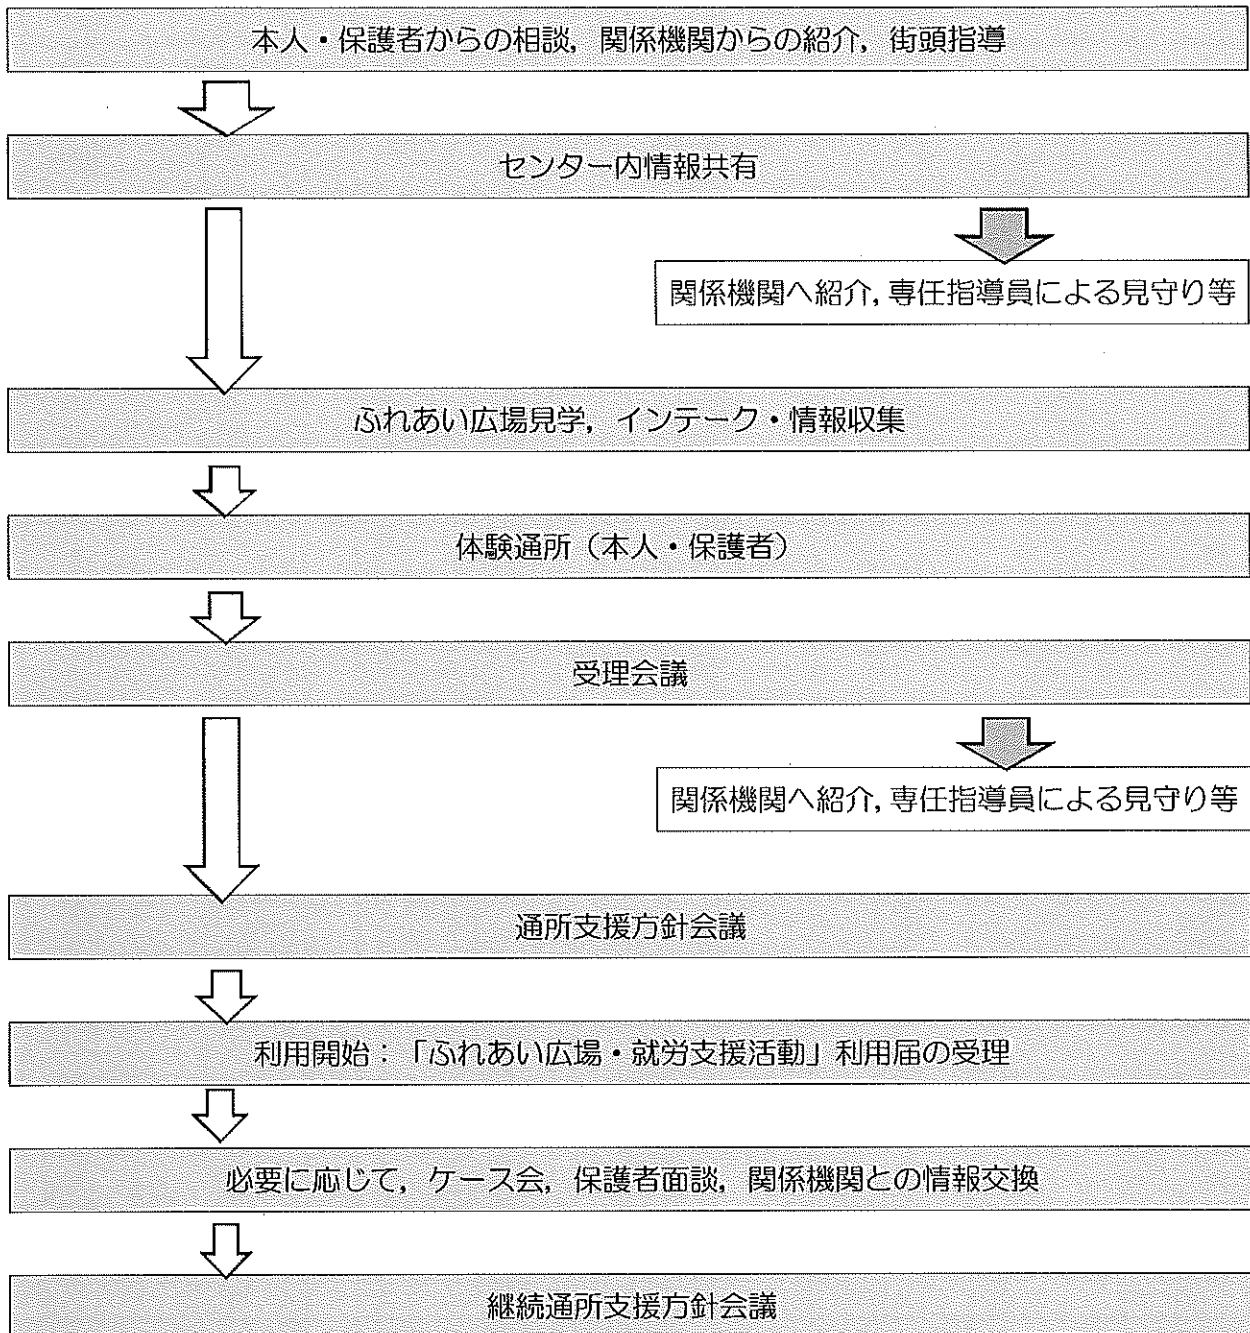 本人・保護者からの相談，関係機関からの紹介，街頭指導
センター内情報共有
関係機関へ紹介，専任指導員による見守り等
ふれあい広場見学，インテーク・情報収集
体験通所（本人・保護者）
受理会議
関係機関へ紹介，専任指導員による見守り等
通所支援方針会議
利用開始：「ふれあい広場・就労支援活動」利用届の受理
必要に応じて，ケース会，保護者面談，関係機関との情報交換
継続通所支援方針会議